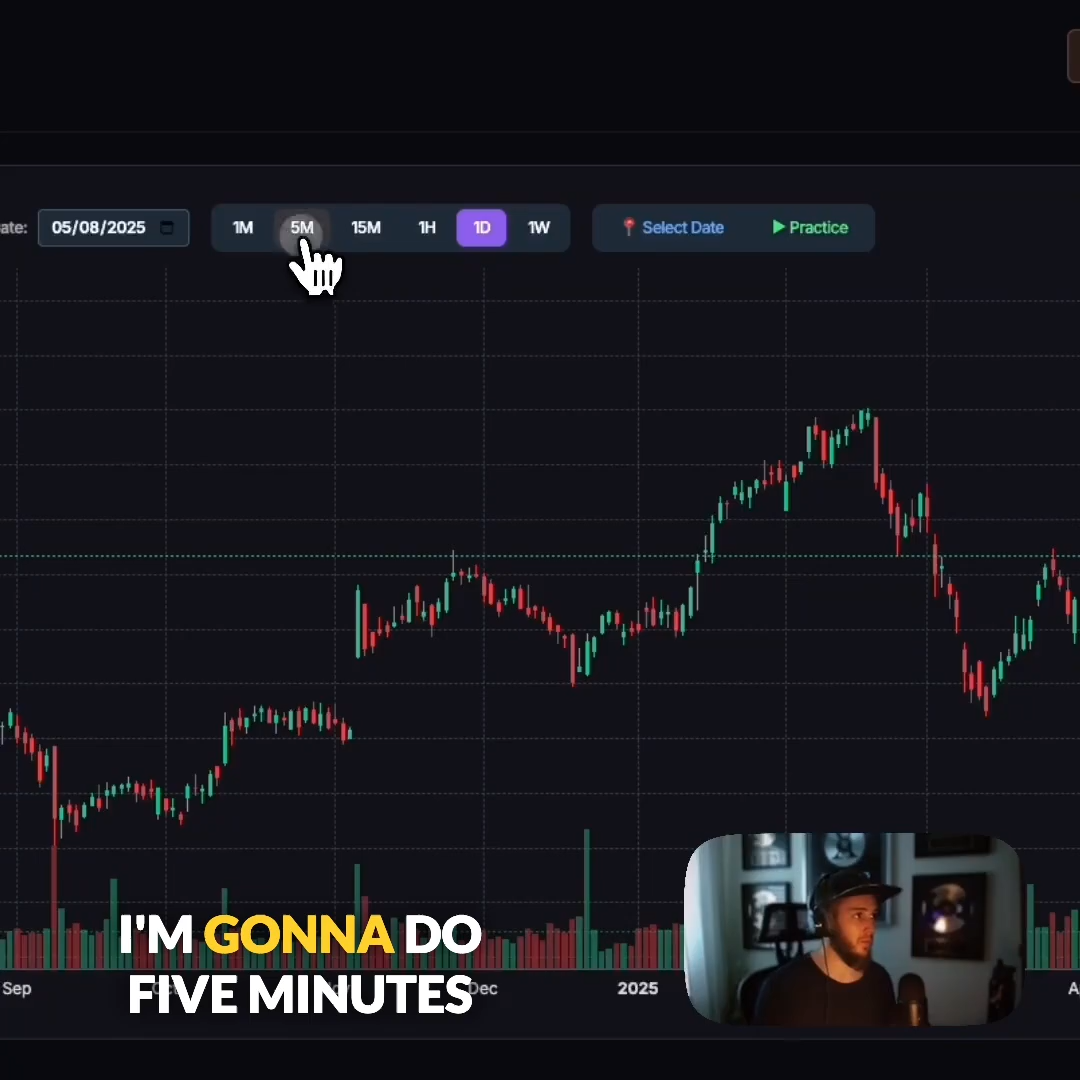 ate: 05/08/2025 1M 5M 15M 1H 1D 1W Select Date Practice
I'M GONNA DO
FIVE MINUTES
Sep Dec 2025